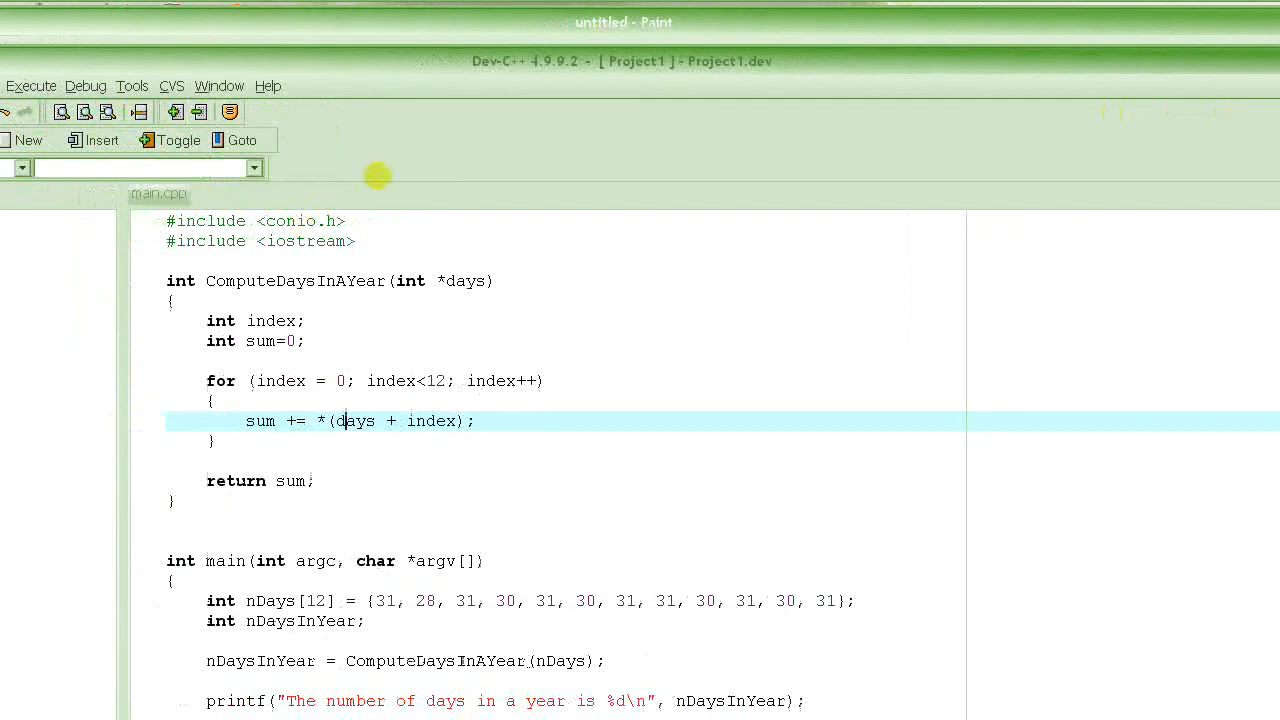 untitled - Paint
Dev-C++ 4.9.9.2 - [ Project1 ] - Project1.dev
Execute Debug Tools CVS Window Help
New Insert Toggle Goto
main.cpp
#include <conio.h>
#include <iostream>
int ComputeDaysInAYear(int *days)
{
int index;
int sum=0;
for (index = 0; index<12; index++)
{
sum += *(days + index);
}
return sum;
}
int main(int argc, char *argv[])
{
int nDays[12] = {31, 28, 31, 30, 31, 30, 31, 31, 30, 31, 30, 31};
int nDaysInYear;
nDaysInYear = ComputeDaysInAYear(nDays);
printf("The number of days in a year is %d\n", nDaysInYear);